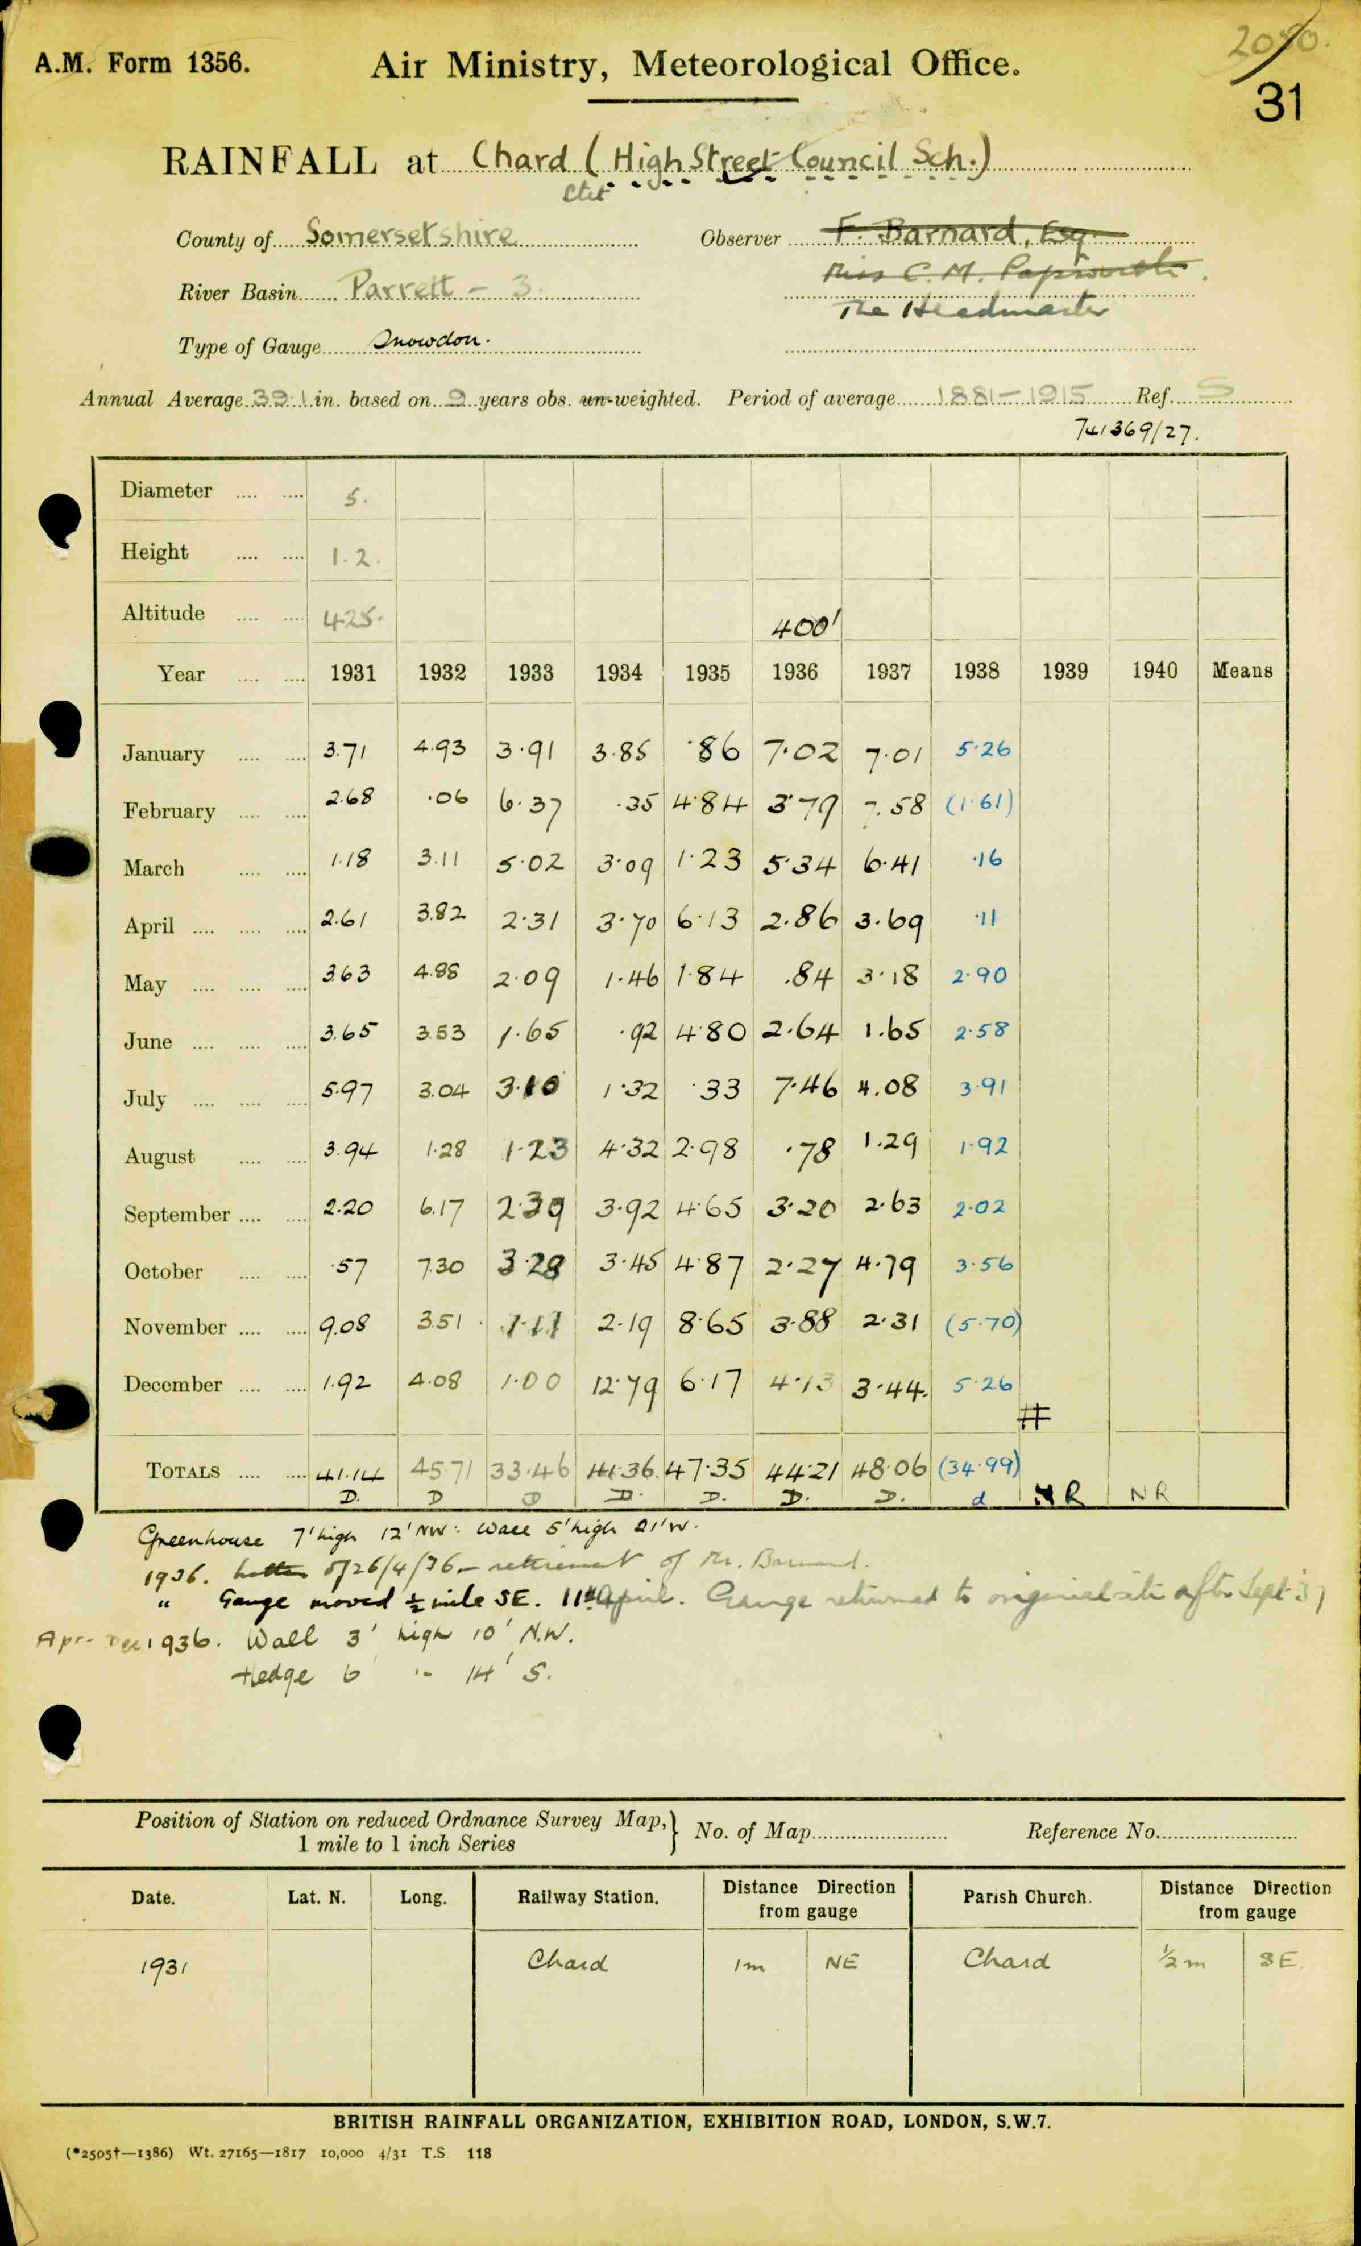 2080.
A.M. Form 1356. Air Ministry, Meteorological Office.
31
RAINFALL at Chard (High Street Council Sch.)
Stet
County of Somersetshire Observer F. Barnard, Esq.
Miss C. M. Papworth.
River Basin Parrett - 3.
The Headmaster
Type of Gauge Snowdon.
Annual Average 39.1 in. based on 9 years obs. un-weighted. Period of average 1881-1915 Ref. S
741369/27.
Diameter 5.
Height 1.2.
Altitude 425. 400'
Year 1931 1932 1933 1934 1935 1936 1937 1938 1939 1940 Means
January 3.71 4.93 3.91 3.85 .86 7.02 7.01 5.26
February 2.68 .06 6.37 .35 4.84 3.79 7.58 (1.61)
March 1.18 3.11 5.02 3.09 1.23 5.34 6.41 .16
April 2.61 3.82 2.31 3.70 6.13 2.86 3.69 .11
May 3.63 4.88 2.09 1.46 1.84 .84 3.18 2.90
June 3.65 3.53 1.65 .92 4.80 2.64 1.65 2.58
July 5.97 3.04 3.10 1.32 .33 7.46 4.08 3.91
August 3.94 1.28 1.23 4.32 2.98 .78 1.29 1.92
September 2.20 6.17 2.39 3.92 4.65 3.20 2.63 2.02
October .57 7.30 3.28 3.45 4.87 2.27 4.79 3.56
November 9.08 3.51 1.11 2.19 8.65 3.88 2.31 (5.70)
December 1.92 4.08 1.00 12.79 6.17 4.13 3.44. 5.26
#
TOTALS 41.14 45.71 33.46 41.36 47.35 44.21 48.06 (34.99)
D. D D D. D. D. D. d NR NR
Greenhouse 7' high 12' NW. Wall 5' high 21' W.
1936. Letter of 26/4/36 - retirement of Mr. Barnard.
" Gauge moved ½ mile SE. 11th April. Gauge returned to original site after Sept '37
Apr-Dec 1936. Wall 3' high 10' N.W.
Hedge 6' " 14' S.
Position of Station on reduced Ordnance Survey Map, 1 mile to 1 inch Series } No. of Map Reference No.
Date. Lat. N. Long. Railway Station. Distance Direction from gauge Parish Church. Distance Direction from gauge
1931 Chard 1m NE Chard ½m SE.
BRITISH RAINFALL ORGANIZATION, EXHIBITION ROAD, LONDON, S.W.7.
(*2505†—1386) Wt. 27165—1817 10,000 4/31 T.S. 118